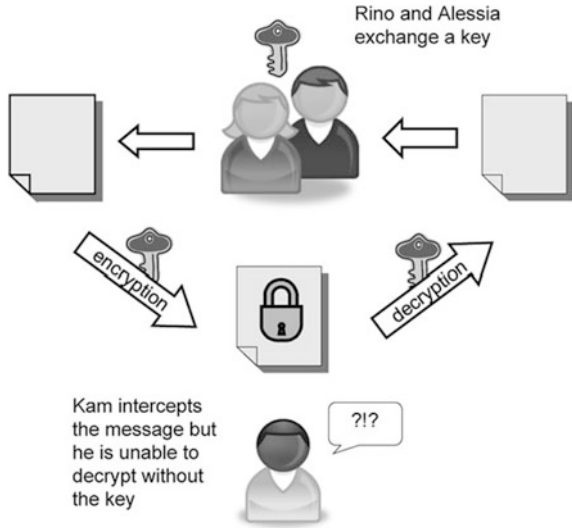 Rino and Alessia
exchange a key
encryption
decryption
Kam intercepts
the message but
he is unable to
decrypt without
the key
?!?